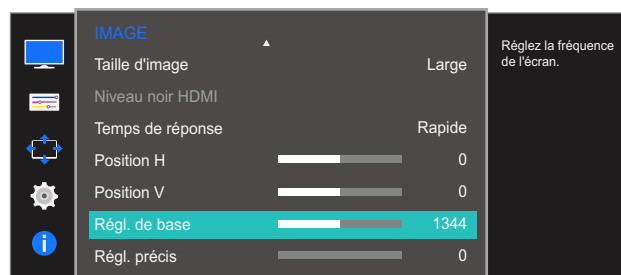 IMAGE
Taille d'image Large
Niveau noir HDMI
Temps de réponse Rapide
Position H 0
Position V 0
Régl. de base 1344
Régl. précis 0
Réglez la fréquence
de l'écran.